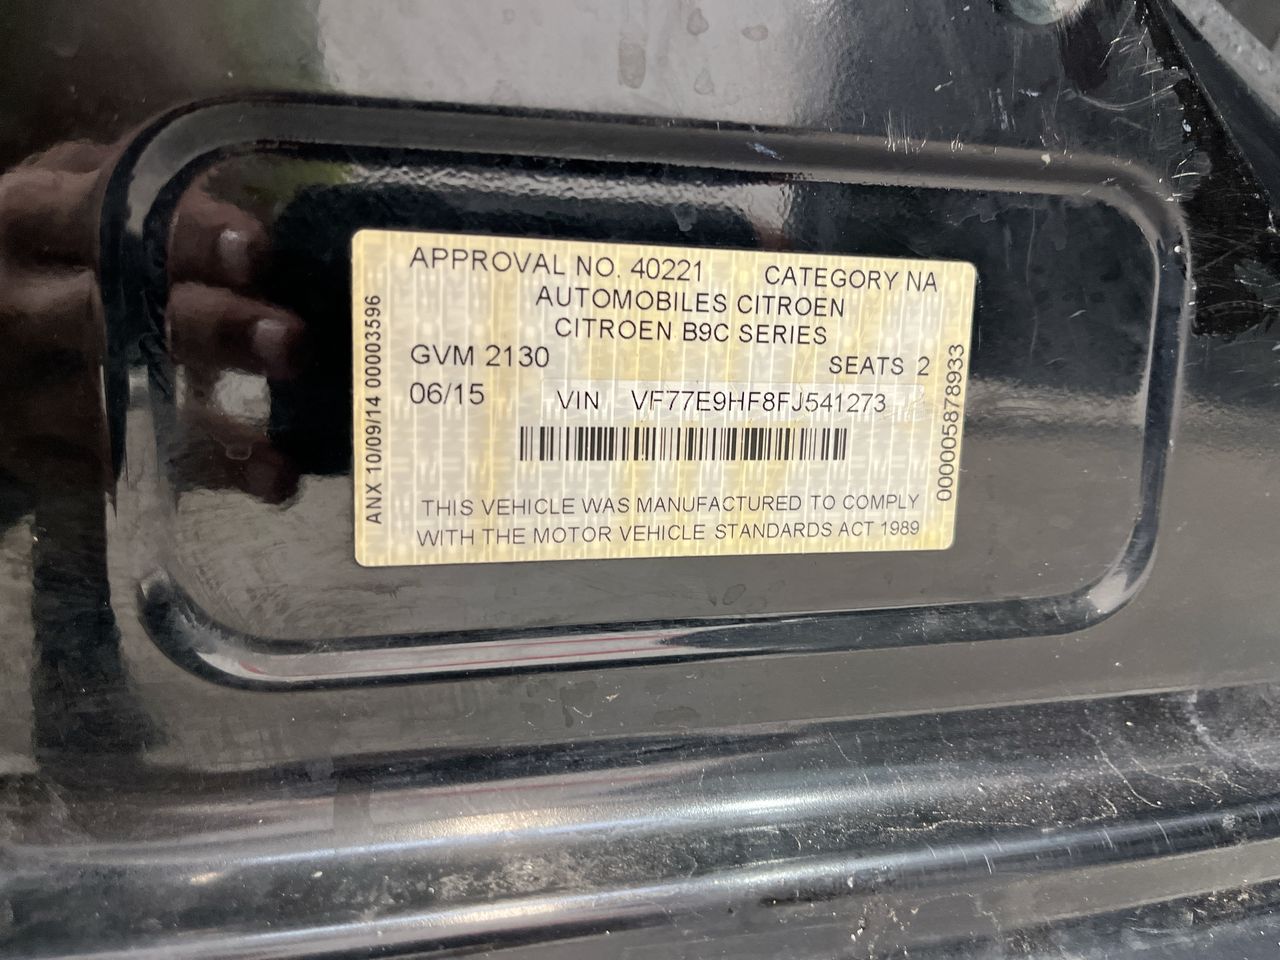 APPROVAL NO. 40221 CATEGORY NA
AUTOMOBILES CITROEN
CITROEN B9C SERIES
GVM 2130 SEATS 2
06/15 VIN VF77E9HF8FJ541273
THIS VEHICLE WAS MANUFACTURED TO COMPLY
WITH THE MOTOR VEHICLE STANDARDS ACT 1989
ANX 10/09/14 00003596
000005878933